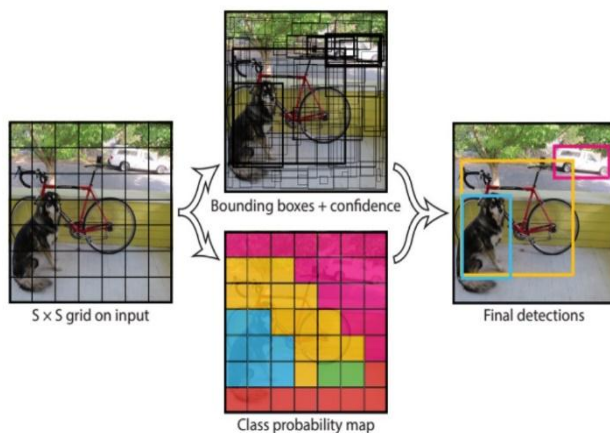 Bounding boxes + confidence
S × S grid on input
Final detections
Class probability map